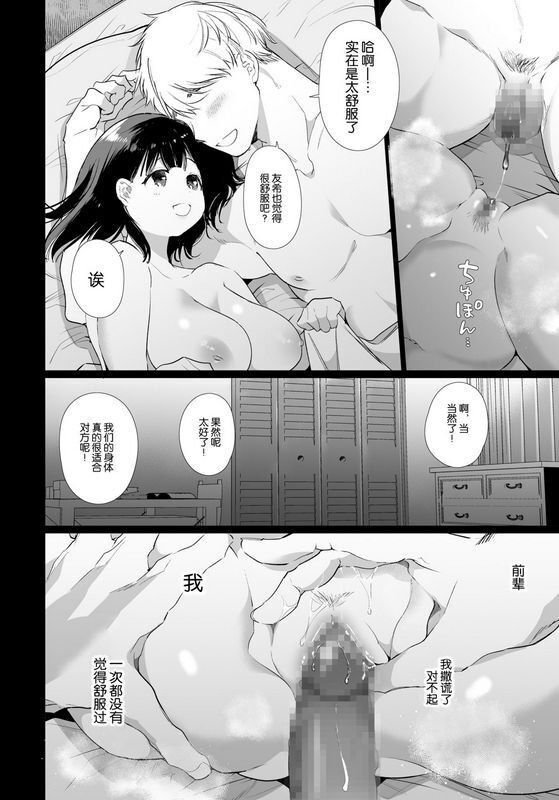 哈啊—…
实在是太舒服了
友希也觉得
很舒服吧？
诶
ちゅぽん…
啊，当
当然了！
果然呢
太好了！
我们的身体
真的很适合
对方呢！
前辈
我撒谎了
对不起
我
一次都没有
觉得舒服过